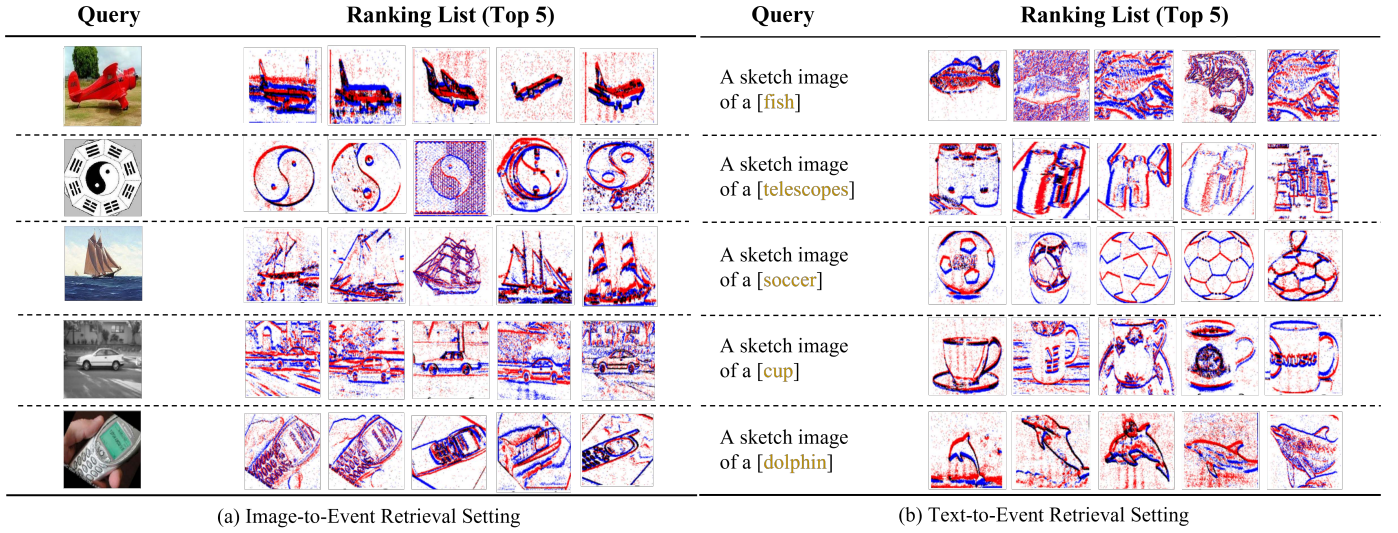 Query
Ranking List (Top 5)
(a) Image-to-Event Retrieval Setting
Query
Ranking List (Top 5)
A sketch image
of a [fish]
A sketch image
of a [telescopes]
A sketch image
of a [soccer]
A sketch image
of a [cup]
A sketch image
of a [dolphin]
(b) Text-to-Event Retrieval Setting